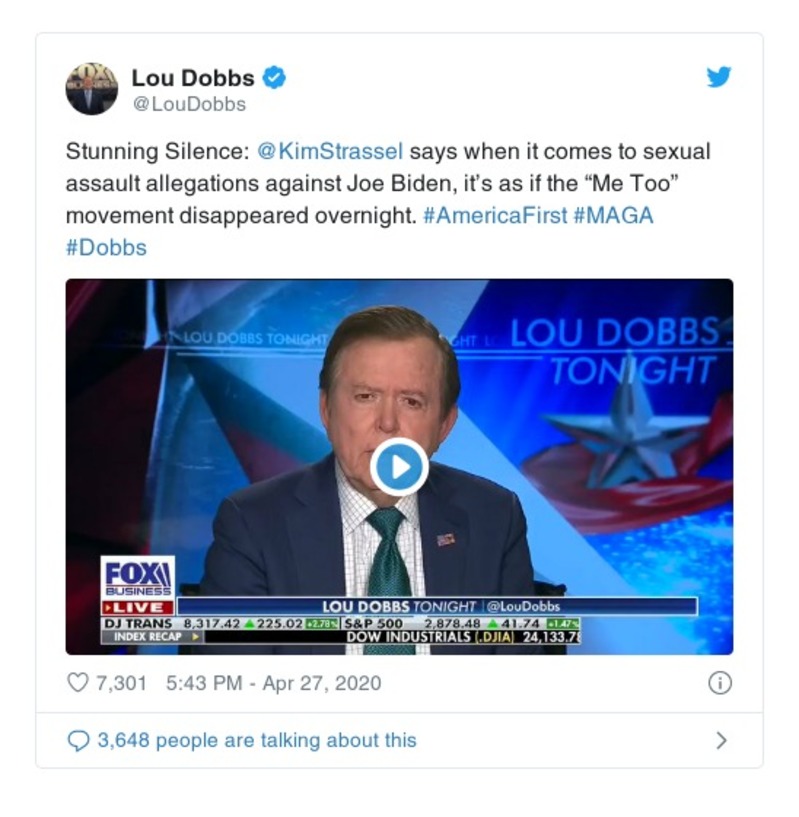 Lou Dobbs
@LouDobbs
Stunning Silence: @KimStrassel says when it comes to sexual
assault allegations against Joe Biden, it's as if the “Me Too”
movement disappeared overnight. #AmericaFirst #MAGA
#Dobbs
LOU DOBBS TONIGHT
LOU DOBBS
TONIGHT
FOX
BUSINESS
LIVE
LOU DOBBS TONIGHT | @LouDobbs
DJ TRANS 8,317.42 ▲ 225.02 +2.78% S&P 500 2,878.48 ▲ 41.74 +1.47%
INDEX RECAP ▶ DOW INDUSTRIALS (.DJIA) 24,133.78
7,301 5:43 PM - Apr 27, 2020
3,648 people are talking about this